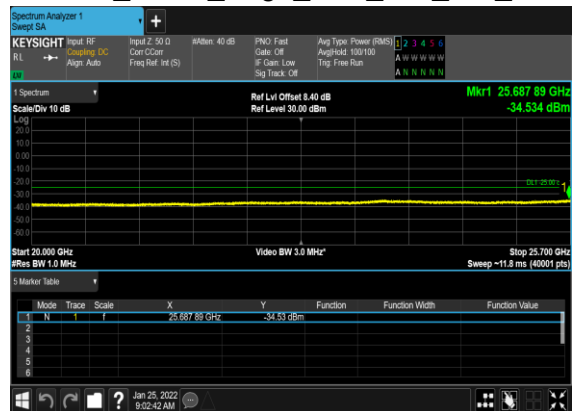 Spectrum Analyzer 1
Swept SA
+
KEYSIGHT Input: RF Input Z: 50 Ω #Atten: 40 dB PNO: Fast Avg Type: Power (RMS) 1 2 3 4 5 6
RL Coupling: DC Corr CCorr Gate: Off Avg|Hold: 100/100 A W W W W W
Align: Auto Freq Ref: Int (S) IF Gain: Low Trig: Free Run
Sig Track: Off A N N N N N
1 Spectrum Ref Lvl Offset 8.40 dB Mkr1 25.687 89 GHz
Scale/Div 10 dB Ref Level 30.00 dBm -34.534 dBm
Log
20.0
10.0
0.00
-10.0
-20.0
DL1 -25.00
1
-30.0
-40.0
-50.0
-60.0
Start 20.000 GHz Video BW 3.0 MHz* Stop 25.700 GHz
#Res BW 1.0 MHz Sweep ~11.8 ms (40001 pts)
5 Marker Table
Mode Trace Scale X Y Function Function Width Function Value
1 N 1 f 25.687 89 GHz -34.53 dBm
2
3
4
5
6
? Jan 25, 2022
9:02:42 AM